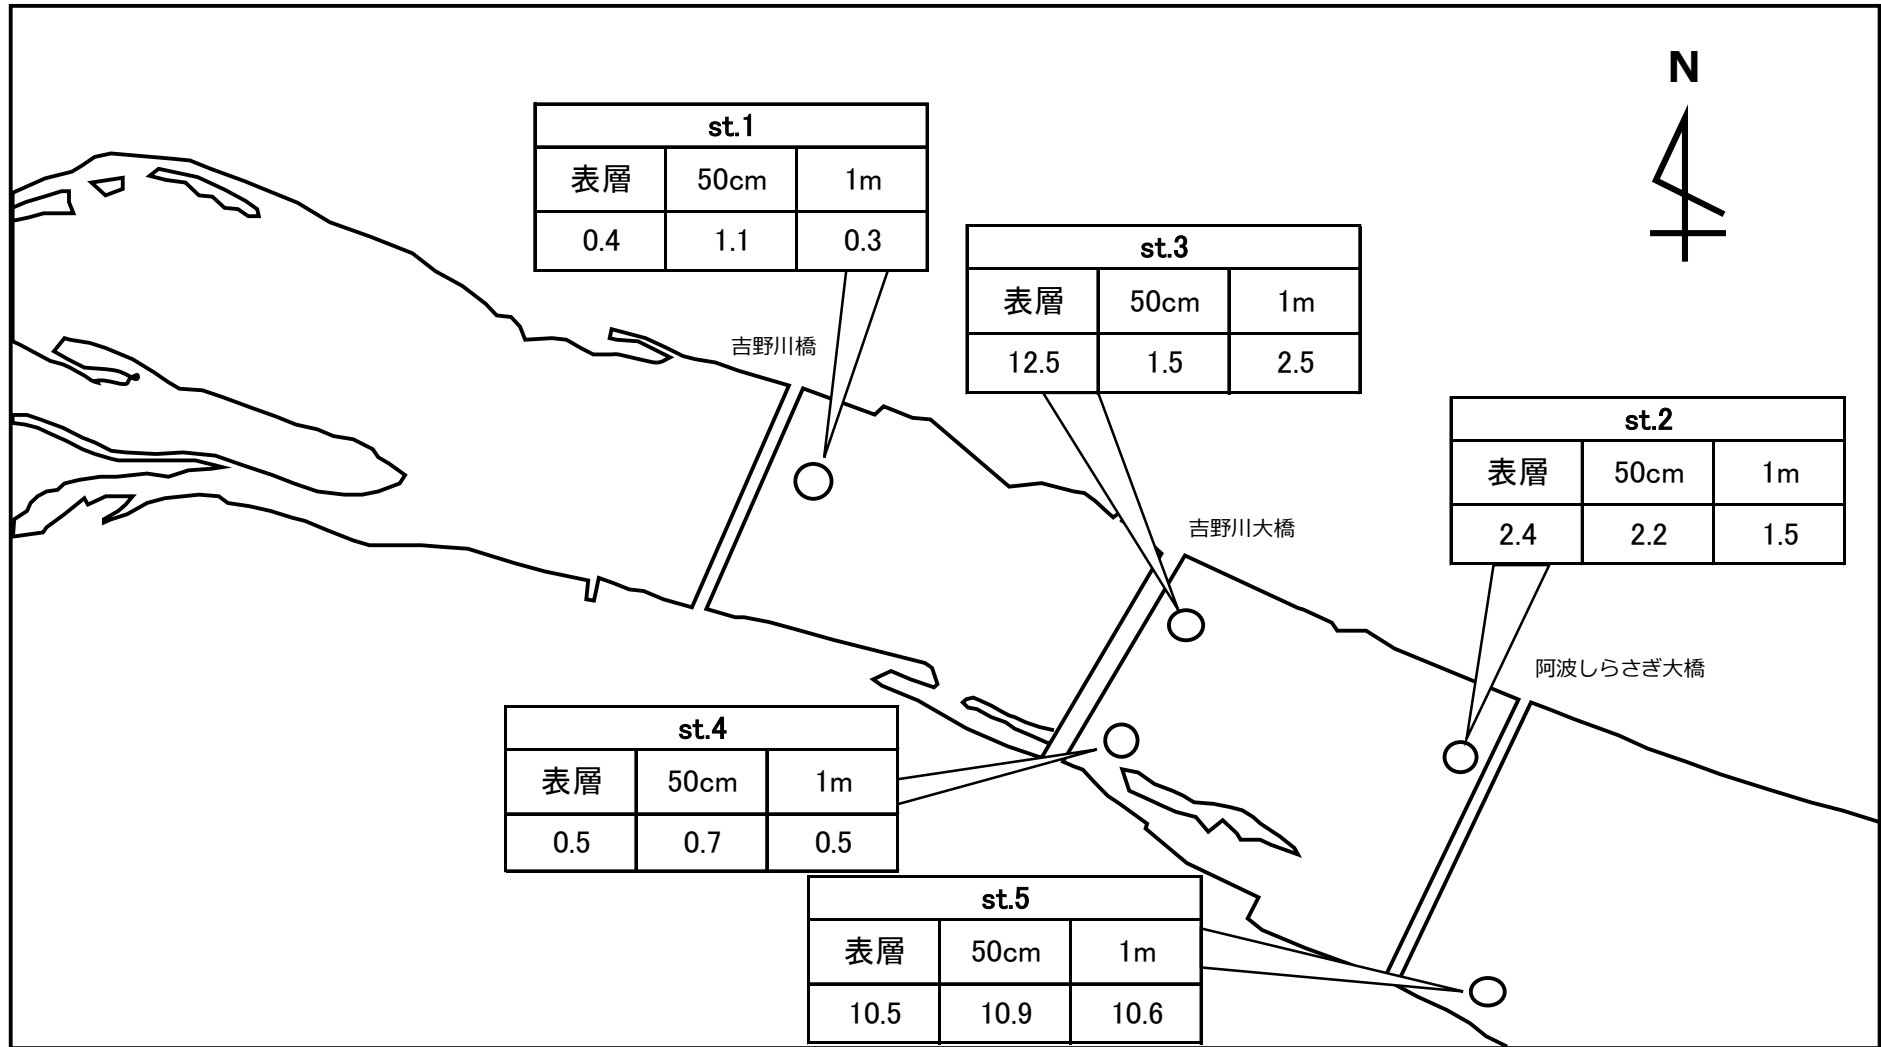 N
st.1
表層 50cm 1m
0.4 1.1 0.3
st.3
表層 50cm 1m
12.5 1.5 2.5
吉野川橋
st.2
表層 50cm 1m
2.4 2.2 1.5
吉野川大橋
阿波しらさぎ大橋
st.4
表層 50cm 1m
0.5 0.7 0.5
st.5
表層 50cm 1m
10.5 10.9 10.6